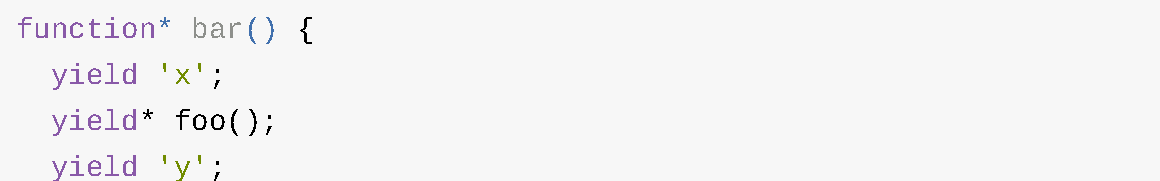 function* bar() {
  yield 'x';
  yield* foo();
  yield 'y';